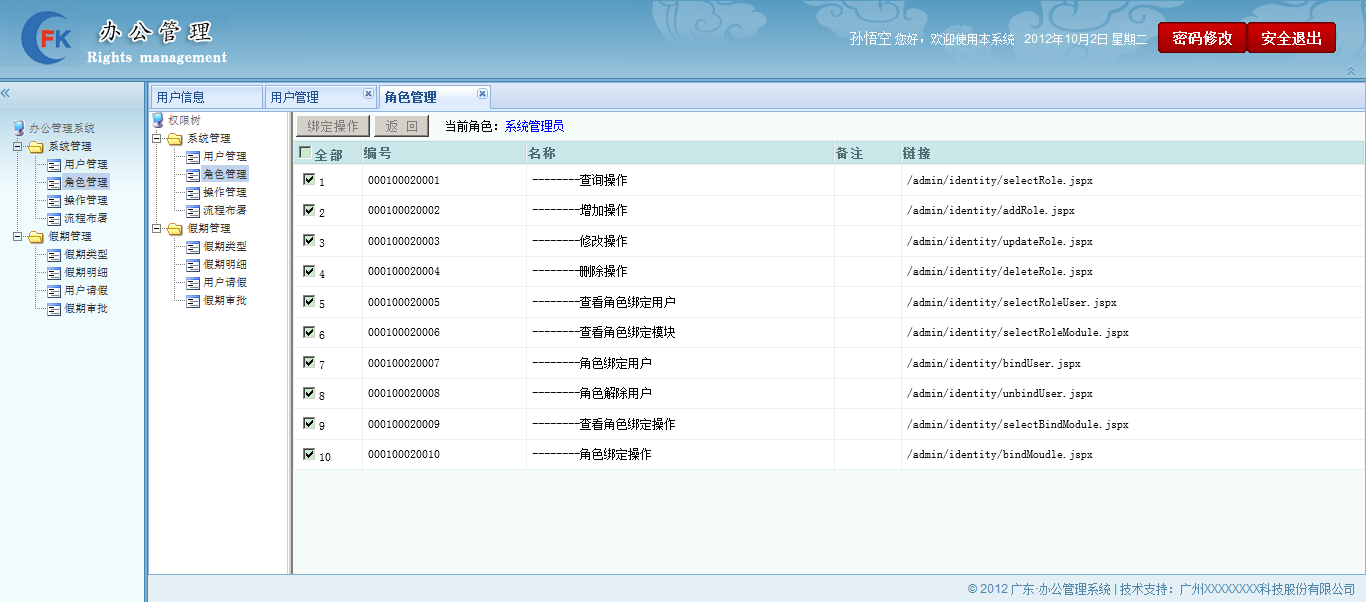 FK 办公管理
Rights management
孙悟空 您好，欢迎使用本系统 2012年10月2日 星期二 密码修改 安全退出
办公管理系统
系统管理
用户管理
角色管理
操作管理
流程布署
假期管理
假期类型
假期明细
用户请假
假期审批
用户信息 用户管理 角色管理
权限树
系统管理
用户管理
角色管理
操作管理
流程布署
假期管理
假期类型
假期明细
用户请假
假期审批
绑定操作 返 回 当前角色：系统管理员
全部 编号 名称 备注 链接
1 000100020001 --------查询操作 /admin/identity/selectRole.jspx
2 000100020002 --------增加操作 /admin/identity/addRole.jspx
3 000100020003 --------修改操作 /admin/identity/updateRole.jspx
4 000100020004 --------删除操作 /admin/identity/deleteRole.jspx
5 000100020005 --------查看角色绑定用户 /admin/identity/selectRoleUser.jspx
6 000100020006 --------查看角色绑定模块 /admin/identity/selectRoleModule.jspx
7 000100020007 --------角色绑定用户 /admin/identity/bindUser.jspx
8 000100020008 --------角色解除用户 /admin/identity/unbindUser.jspx
9 000100020009 --------查看角色绑定操作 /admin/identity/selectBindModule.jspx
10 000100020010 --------角色绑定操作 /admin/identity/bindMoudle.jspx
© 2012 广东·办公管理系统 | 技术支持：广州XXXXXXXX科技股份有限公司